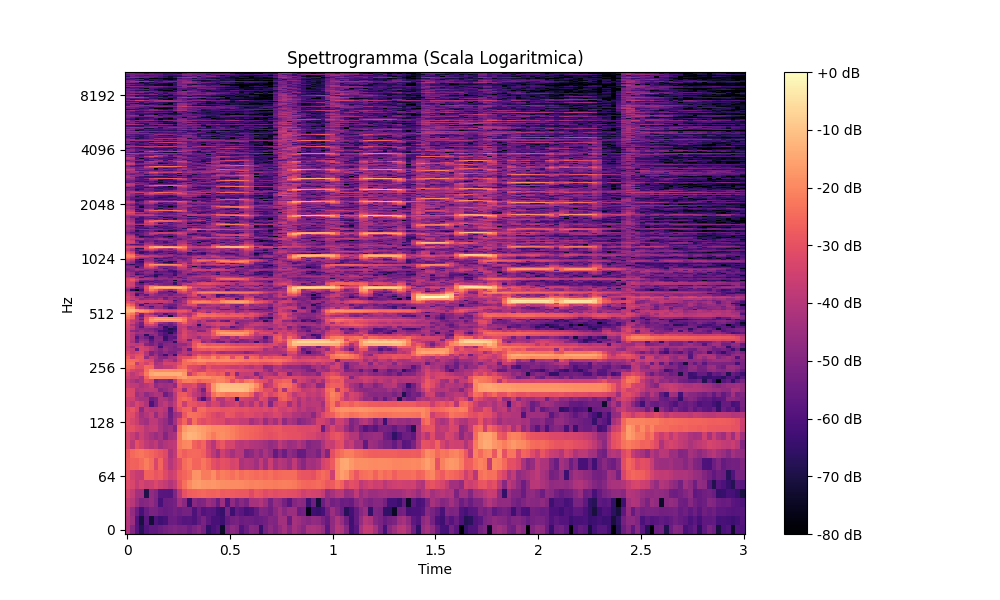 Spettrogramma (Scala Logaritmica)
8192
4096
2048
1024
512
256
128
64
0
Hz
0
0.5
1
1.5
2
2.5
3
Time
+0 dB
-10 dB
-20 dB
-30 dB
-40 dB
-50 dB
-60 dB
-70 dB
-80 dB